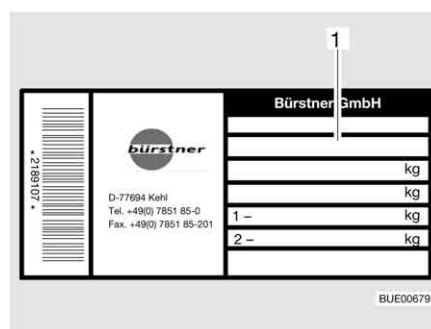 1
Bürstner GmbH
* 2189107 *
bürstner
D-77694 Kehl
Tel. +49(0) 7851 85-0
Fax. +49(0) 7851 85-201
kg
kg
1 – kg
2 – kg
BUE00679